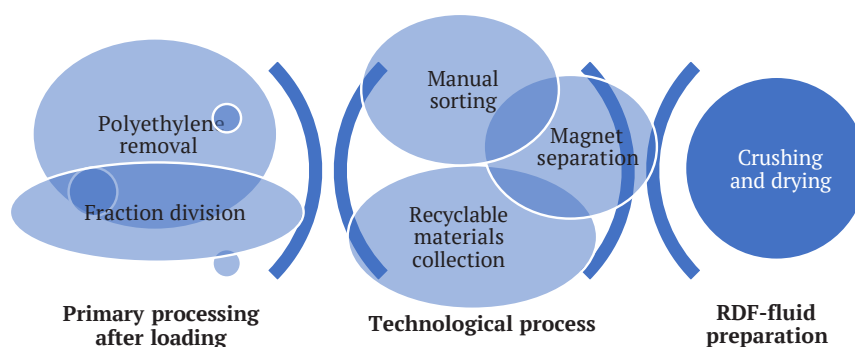 Polyethylene
removal
Fraction division
Primary processing
after loading
Manual
sorting
Magnet
separation
Recyclable
materials
collection
Technological process
Crushing
and drying
RDF-fluid
preparation